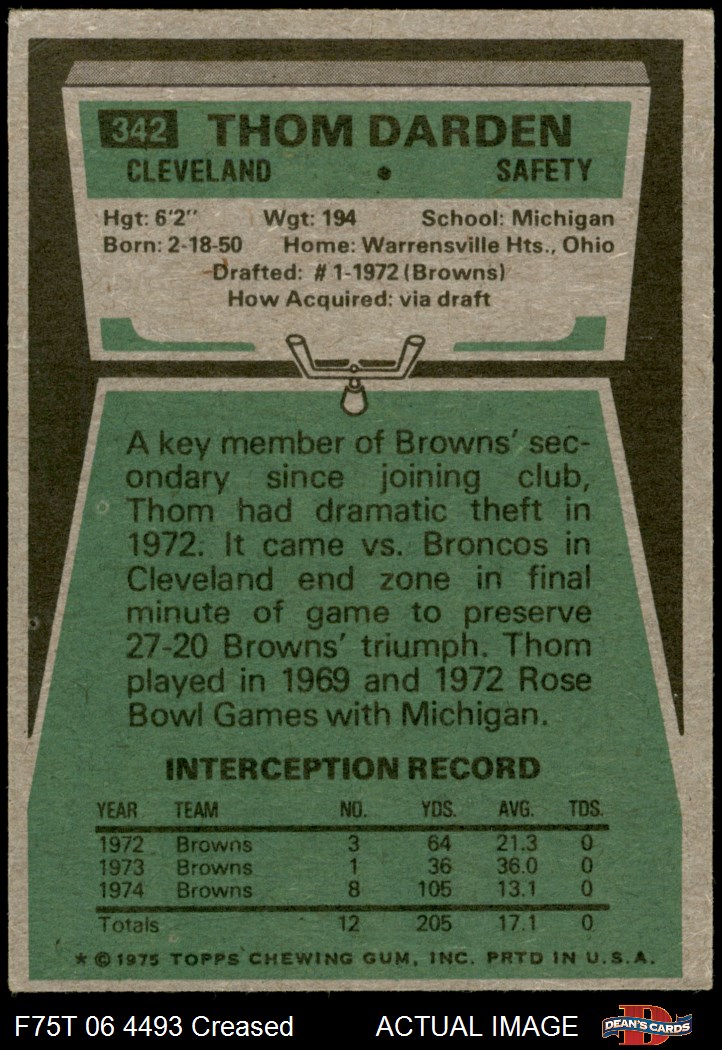 342 THOM DARDEN
CLEVELAND • SAFETY
Hgt: 6'2" Wgt: 194 School: Michigan
Born: 2-18-50 Home: Warrensville Hts., Ohio
Drafted: #1-1972 (Browns)
How Acquired: via draft
A key member of Browns' sec-
ondary since joining club,
Thom had dramatic theft in
1972. It came vs. Broncos in
Cleveland end zone in final
minute of game to preserve
27-20 Browns' triumph. Thom
played in 1969 and 1972 Rose
Bowl Games with Michigan.
INTERCEPTION RECORD
YEAR TEAM NO. YDS. AVG. TDS.
1972 Browns 3 64 21.3 0
1973 Browns 1 36 36.0 0
1974 Browns 8 105 13.1 0
Totals 12 205 17.1 0
* © 1975 TOPPS CHEWING GUM, INC. PRTD IN U.S.A.
F75T 06 4493 Creased ACTUAL IMAGE D DEAN'S CARDS